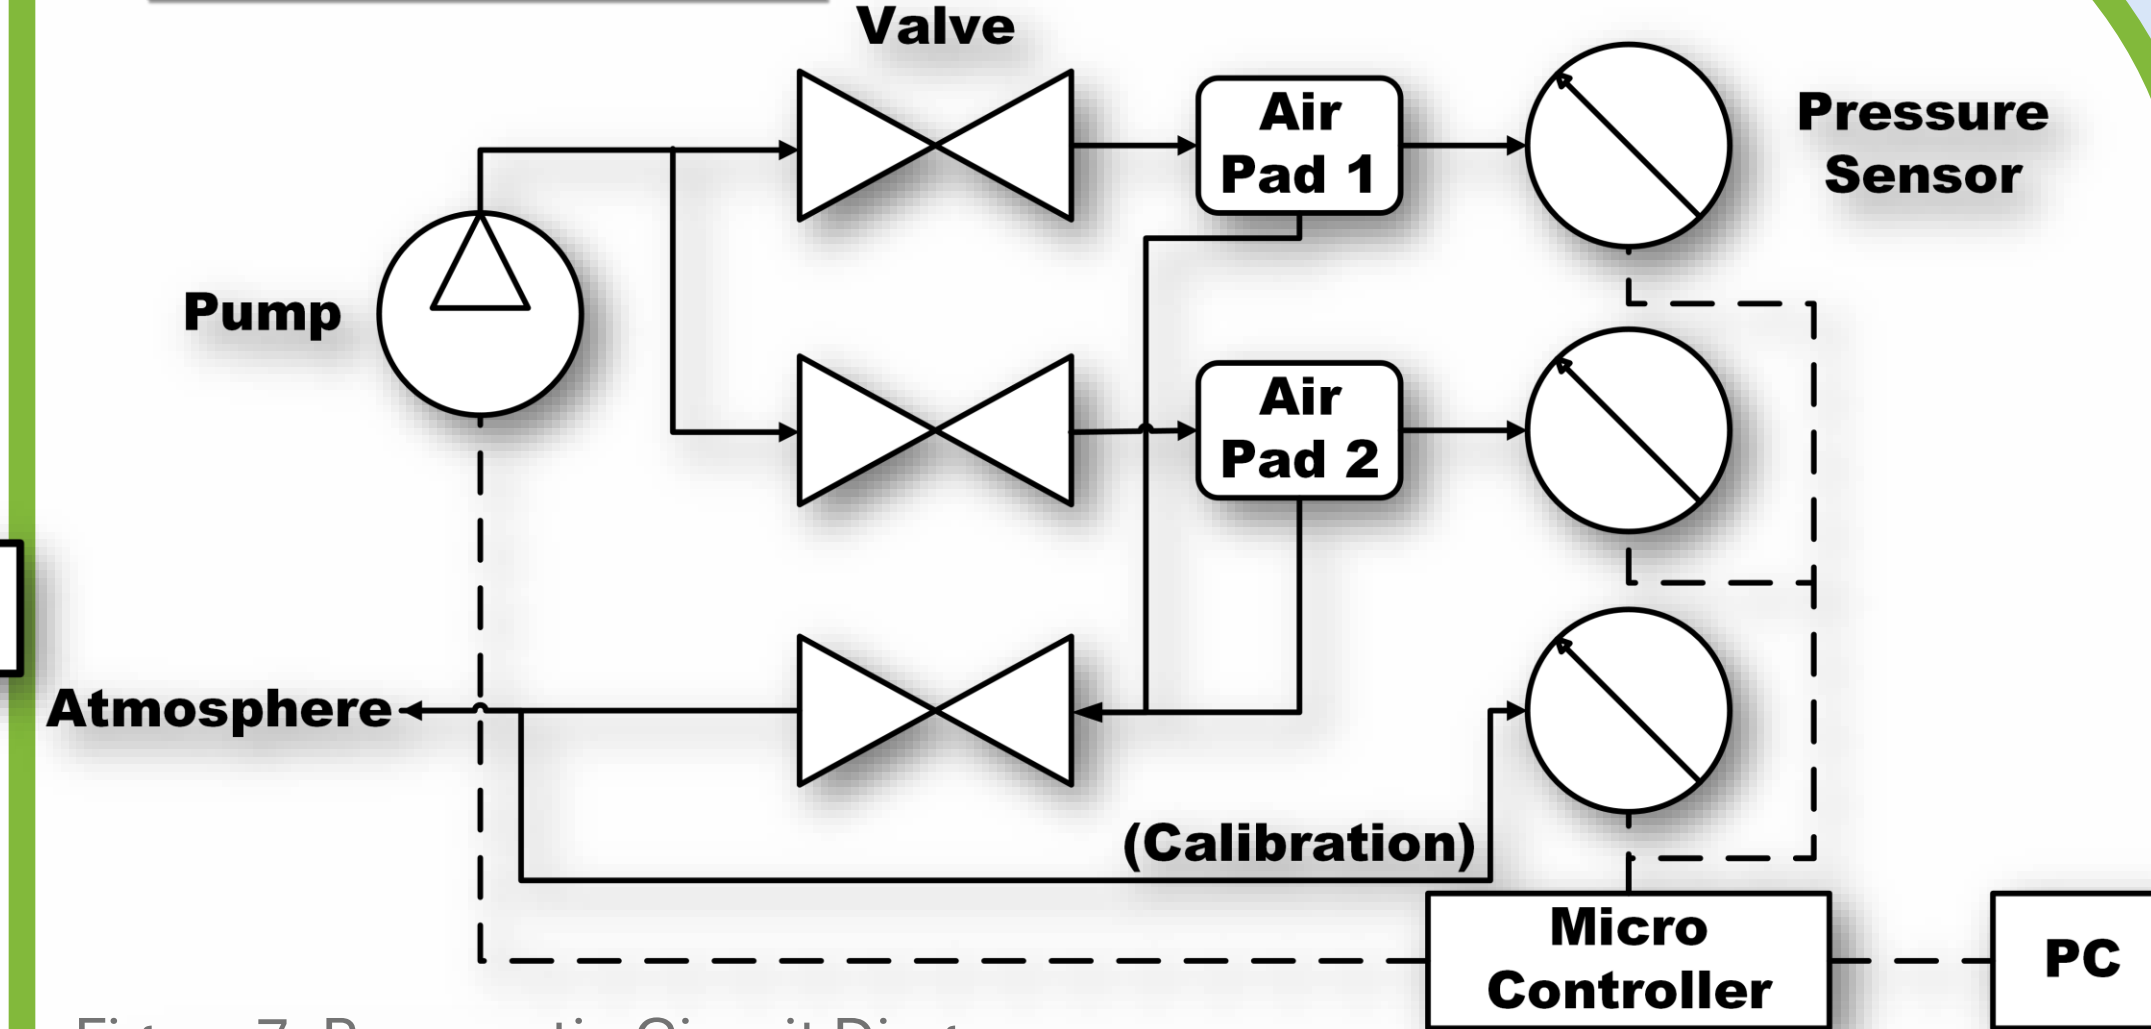 Valve
Air
Pad 1
Pressure
Sensor
Pump
Air
Pad 2
Atmosphere
(Calibration)
Micro
Controller
PC